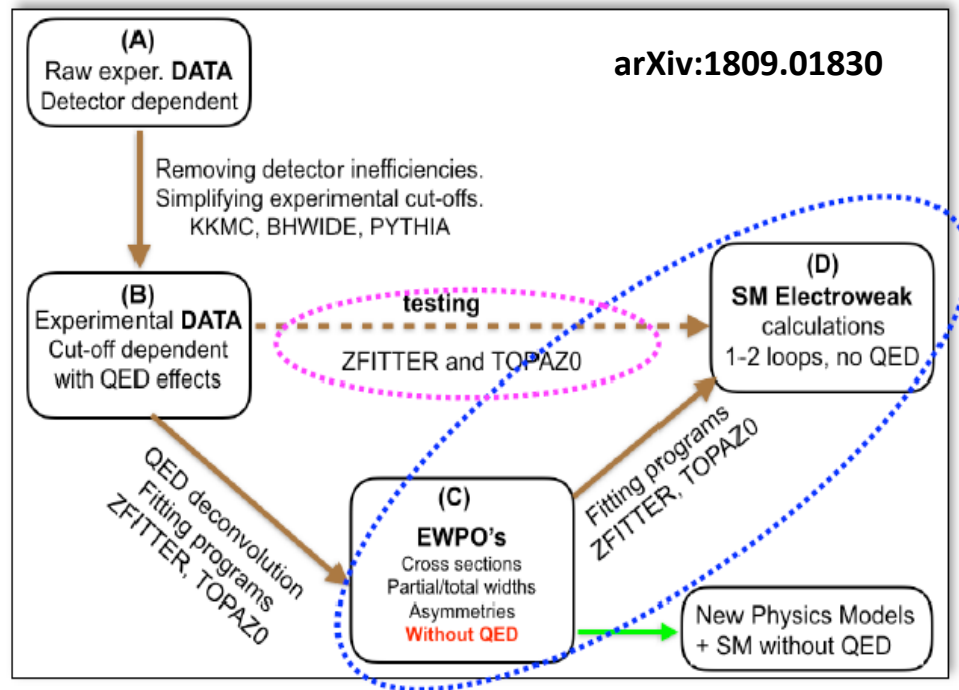 (A)
Raw exper. DATA
Detector dependent
arXiv:1809.01830
Removing detector inefficiencies.
Simplifying experimental cut-offs.
KKMC, BHWIDE, PYTHIA
(B)
Experimental DATA
Cut-off dependent
with QED effects
testing
ZFITTER and TOPAZ0
(D)
SM Electroweak
calculations
1-2 loops, no QED
QED deconvolution
Fitting programs
ZFITTER, TOPAZ0
(C)
EWPO's
Cross sections
Partial/total widths
Asymmetries
Without QED
Fitting programs
ZFITTER, TOPAZ0
New Physics Models
+ SM without QED